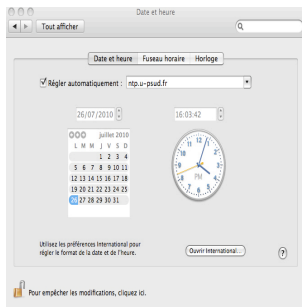 Date et heure
Tout afficher
Date et heure Fuseau horaire Horloge
Régler automatiquement : ntp.u-psud.fr
26/07/2010 16:03:42
juillet 2010
L M M J V S D
1 2 3 4
5 6 7 8 9 10 11
12 13 14 15 16 17 18
19 20 21 22 23 24 25
26 27 28 29 30 31
12 1 2 3 4 5 6 7 8 9 10 11
PM
Utilisez les préférences International pour
régler le format de la date et de l'heure.
Ouvrir International...
?
Pour empêcher les modifications, cliquez ici.